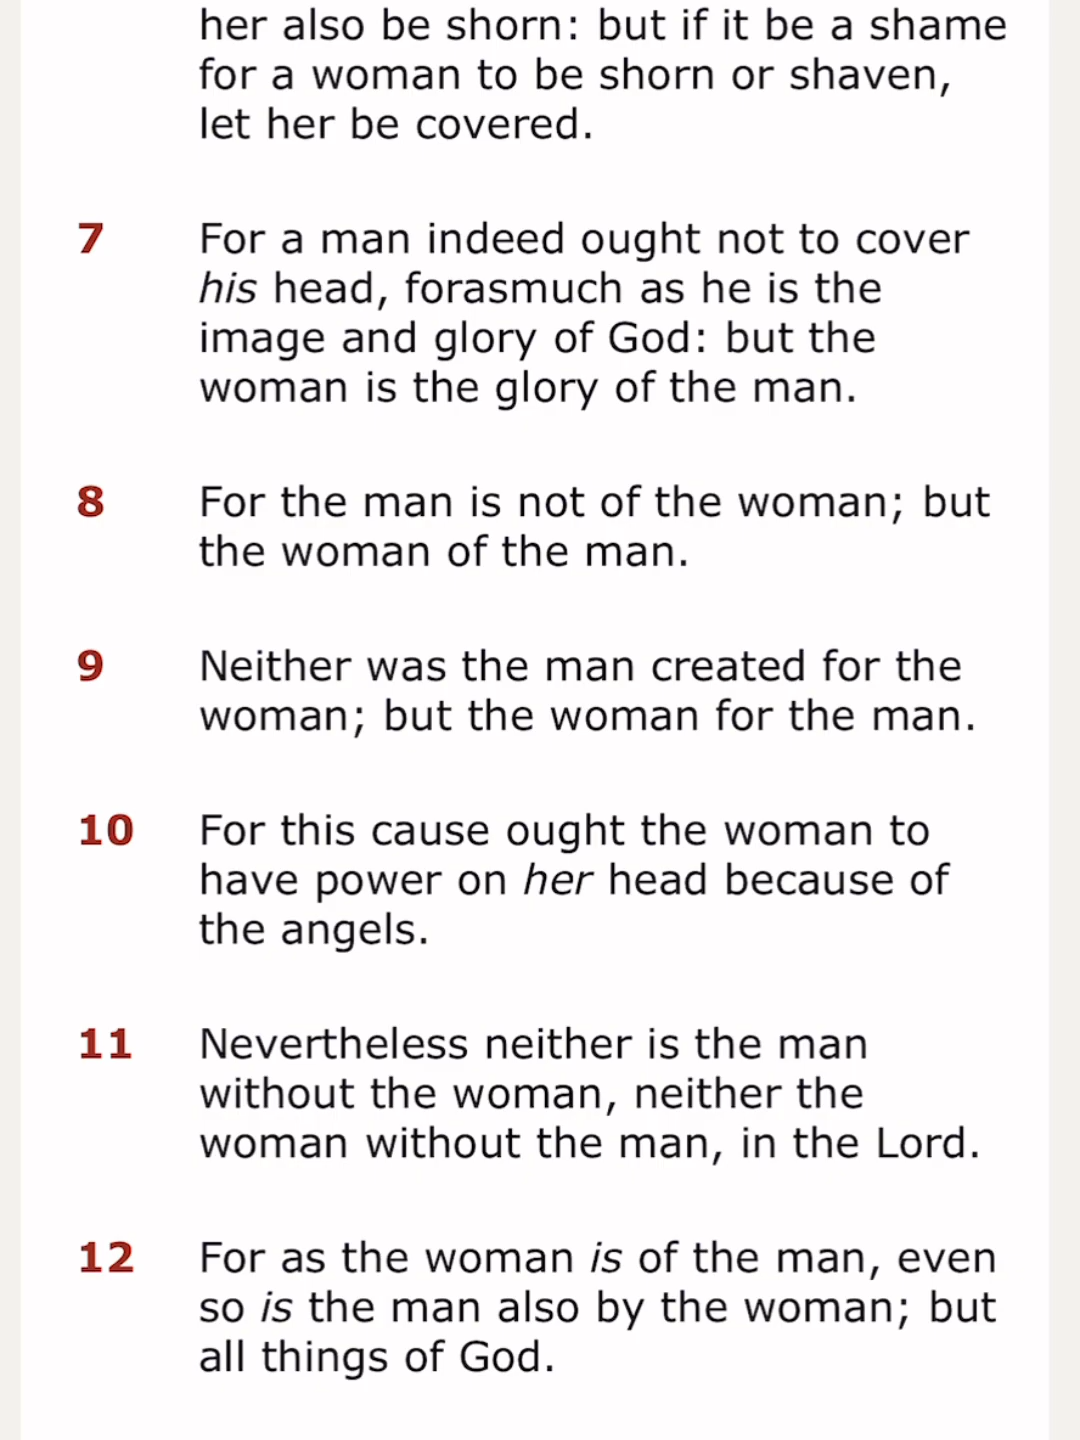 her also be shorn: but if it be a shame
for a woman to be shorn or shaven,
let her be covered.
7 For a man indeed ought not to cover
his head, forasmuch as he is the
image and glory of God: but the
woman is the glory of the man.
8 For the man is not of the woman; but
the woman of the man.
9 Neither was the man created for the
woman; but the woman for the man.
10 For this cause ought the woman to
have power on her head because of
the angels.
11 Nevertheless neither is the man
without the woman, neither the
woman without the man, in the Lord.
12 For as the woman is of the man, even
so is the man also by the woman; but
all things of God.